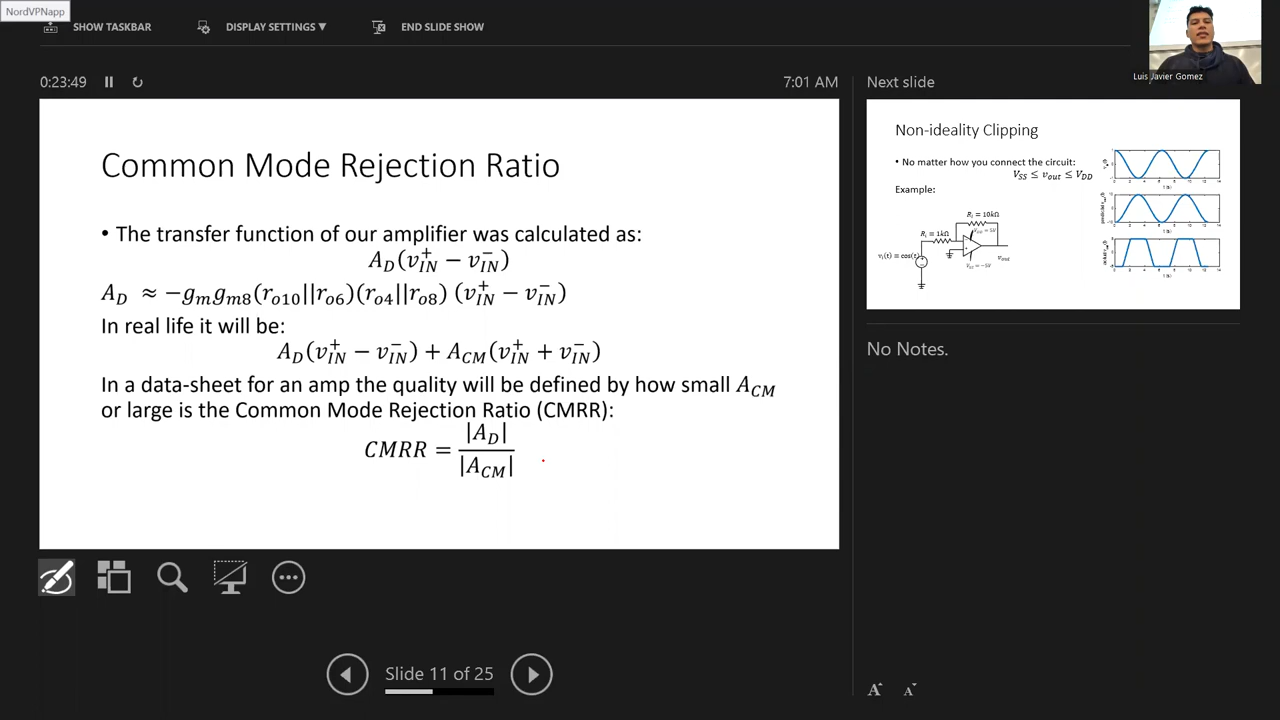 NordVPNapp
SHOW TASKBAR
DISPLAY SETTINGS ▼
END SLIDE SHOW
Luis Javier Gomez
0:23:49
7:01 AM
Next slide
Common Mode Rejection Ratio
• The transfer function of our amplifier was calculated as:
A_D(v_IN^+ − v_IN^−)
A_D ≈ −g_m g_m8(r_o10||r_o6)(r_o4||r_o8) (v_IN^+ − v_IN^−)
In real life it will be:
A_D(v_IN^+ − v_IN^−) + A_CM(v_IN^+ + v_IN^−)
In a data-sheet for an amp the quality will be defined by how small A_CM
or large is the Common Mode Rejection Ratio (CMRR):
CMRR = |A_D| / |A_CM|
Non-ideality Clipping
• No matter how you connect the circuit:
V_SS ≤ v_out ≤ V_DD
Example:
R_i = 10kΩ
R_i = 1kΩ
v_i(t) = cos(t)
v_out
V_SS = −5V
t (s)
t (s)
t (s)
No Notes.
Slide 11 of 25
A A